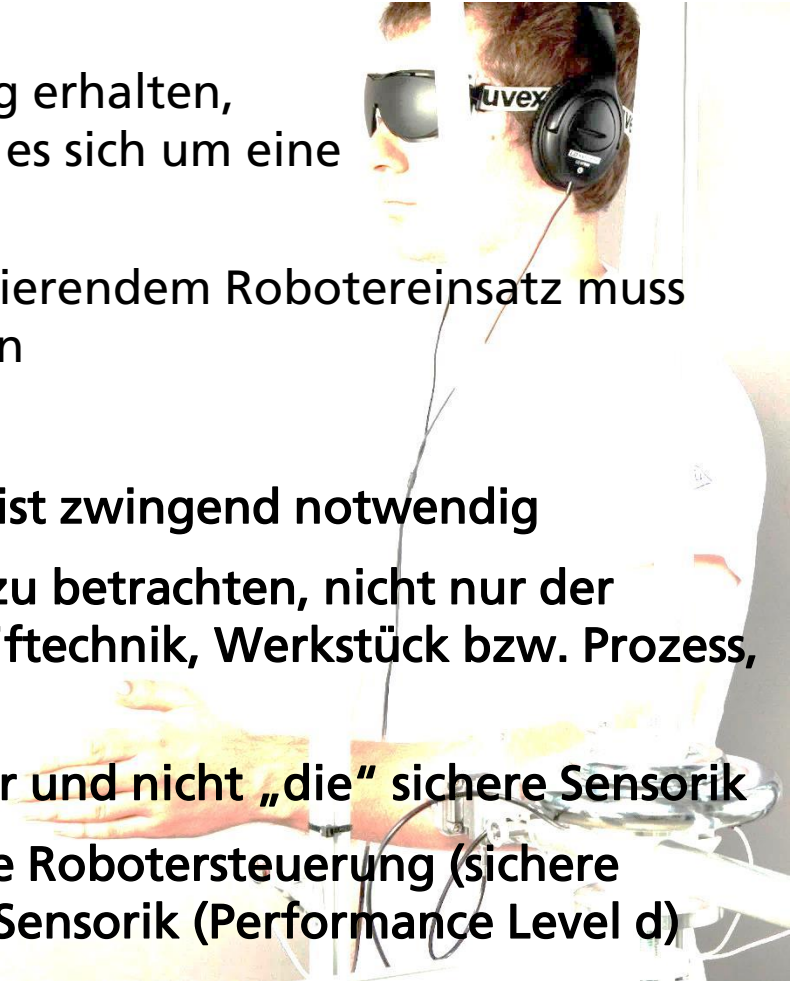 g erhalten,
es sich um eine
uvex
ierendem Robotereinsatz muss
n
ist zwingend notwendig
zu betrachten, nicht nur der
iftechnik, Werkstück bzw. Prozess,
r und nicht „die“ sichere Sensorik
e Robotersteuerung (sichere
Sensorik (Performance Level d)